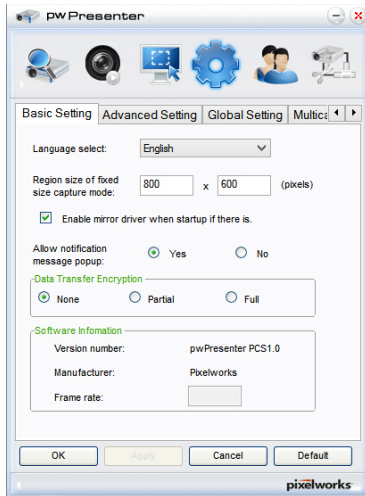 pwPresenter
Basic Setting Advanced Setting Global Setting Multica
Language select: English
Region size of fixed size capture mode: 800 x 600 (pixels)
Enable mirror driver when startup if there is.
Allow notification message popup: Yes No
Data Transfer Encryption
None Partial Full
Software Infomation
Version number: pwPresenter PCS1.0
Manufacturer: Pixelworks
Frame rate:
OK Apply Cancel Default
pixelworks